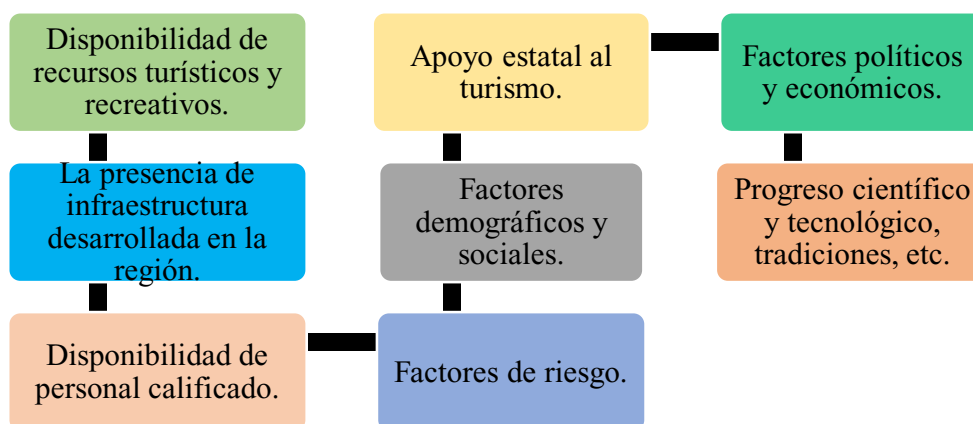 Disponibilidad de
recursos turísticos y
recreativos.
La presencia de
infraestructura
desarrollada en la
región.
Disponibilidad de
personal calificado.
Factores de riesgo.
Factores
demográficos y
sociales.
Apoyo estatal al
turismo.
Factores políticos
y económicos.
Progreso científico
y tecnológico,
tradiciones, etc.